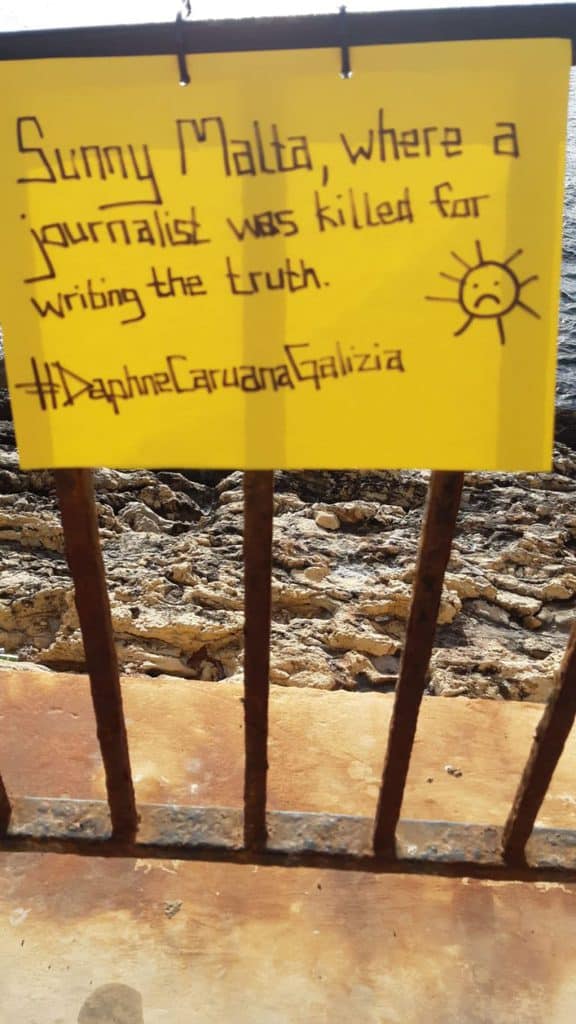 Sunny Malta, where a
journalist was killed for
writing the truth.
#DaphneCaruanaGalizia